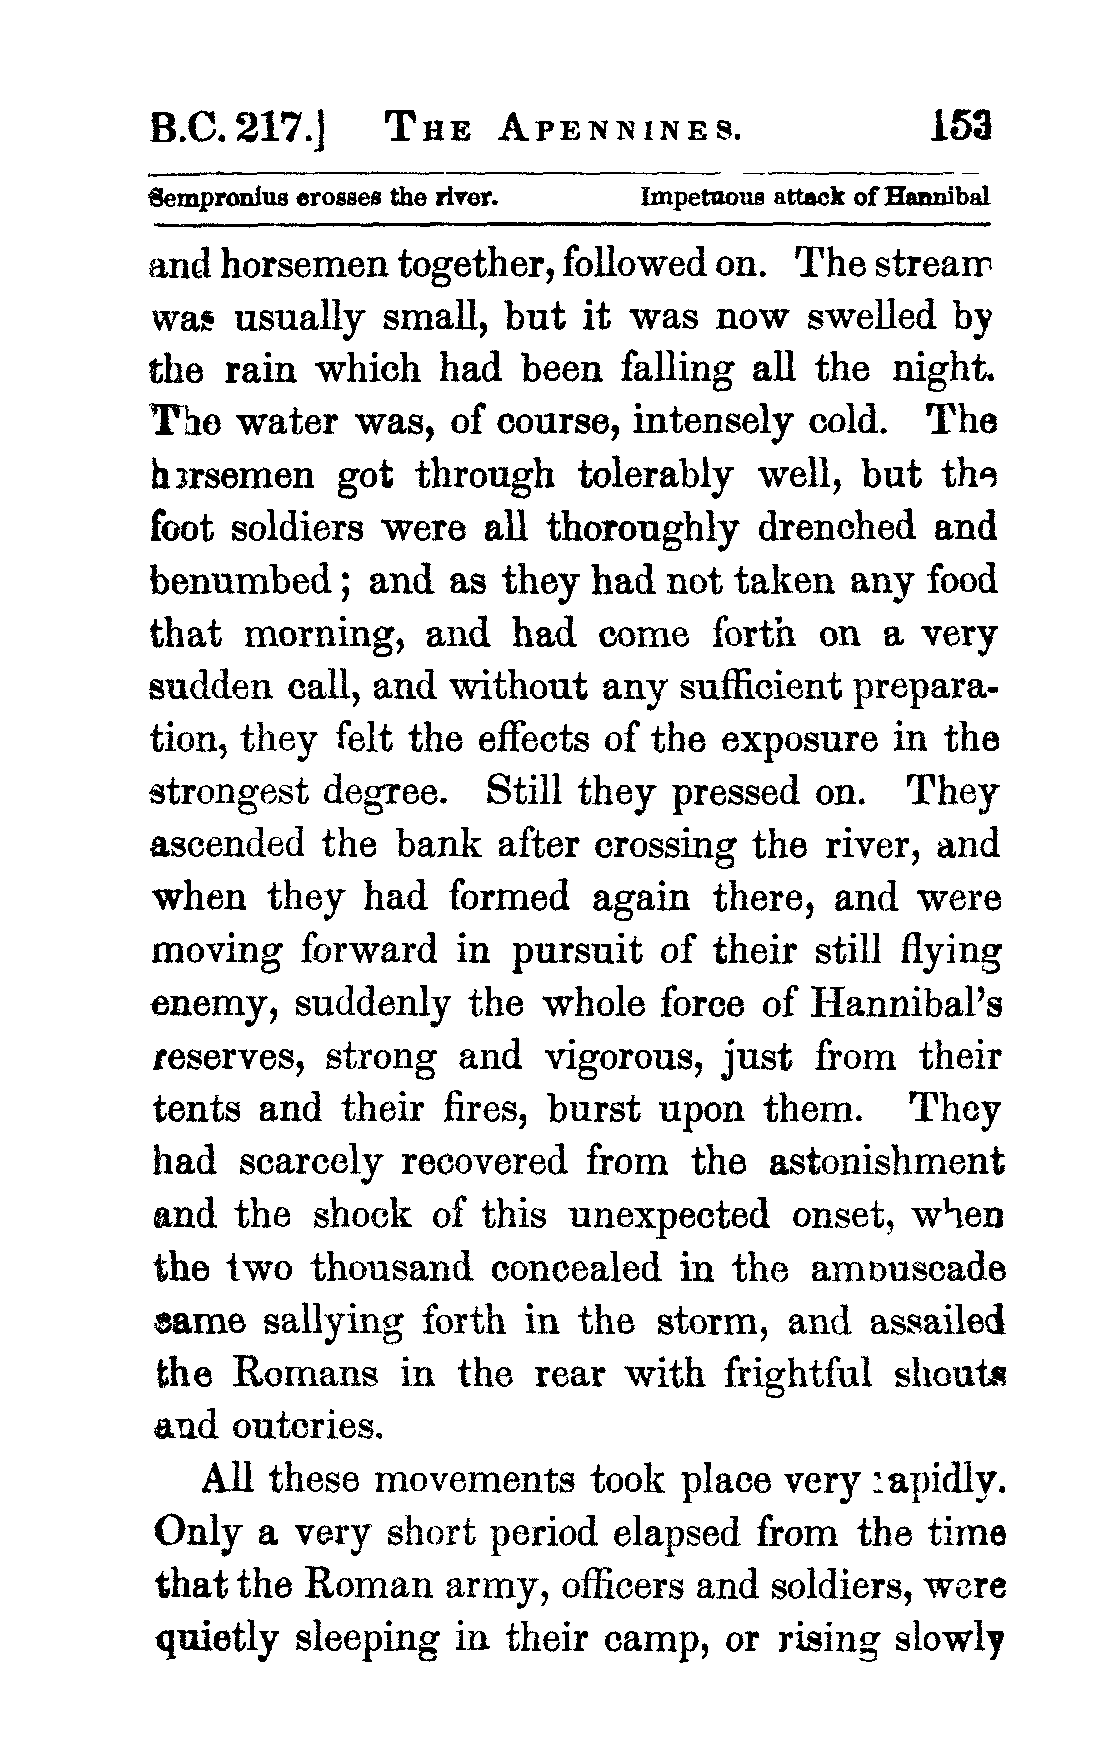 B.C. 217.] THE APENNINES. 153
Sempronius crosses the river. Impetuous attack of Hannibal
and horsemen together, followed on. The stream
was usually small, but it was now swelled by
the rain which had been falling all the night.
The water was, of course, intensely cold. The
horsemen got through tolerably well, but the
foot soldiers were all thoroughly drenched and
benumbed; and as they had not taken any food
that morning, and had come forth on a very
sudden call, and without any sufficient prepara-
tion, they felt the effects of the exposure in the
strongest degree. Still they pressed on. They
ascended the bank after crossing the river, and
when they had formed again there, and were
moving forward in pursuit of their still flying
enemy, suddenly the whole force of Hannibal's
reserves, strong and vigorous, just from their
tents and their fires, burst upon them. They
had scarcely recovered from the astonishment
and the shock of this unexpected onset, when
the two thousand concealed in the ambuscade
came sallying forth in the storm, and assailed
the Romans in the rear with frightful shouts
and outcries.
All these movements took place very rapidly.
Only a very short period elapsed from the time
that the Roman army, officers and soldiers, were
quietly sleeping in their camp, or rising slowly